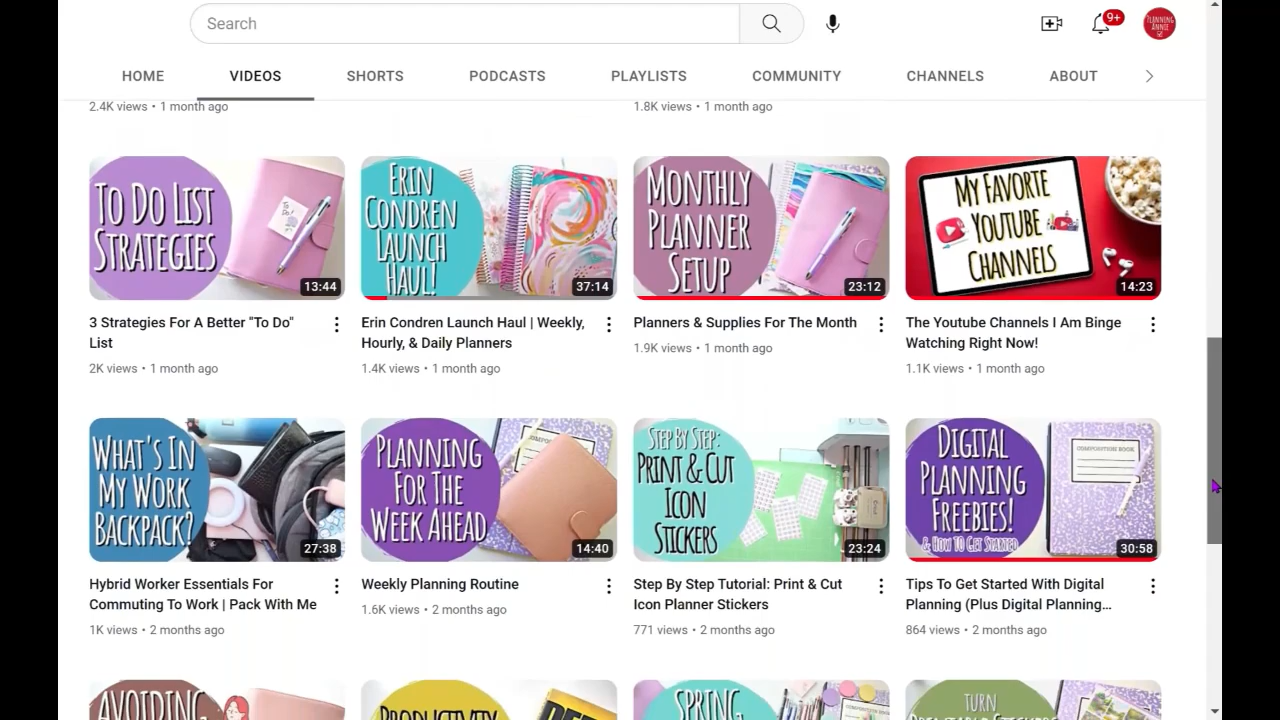 Search
9+
PLANNING
ANNIE
HOME
VIDEOS
SHORTS
PODCASTS
PLAYLISTS
COMMUNITY
CHANNELS
ABOUT
2.4K views • 1 month ago
1.8K views • 1 month ago
TO DO LIST
STRATEGIES
13:44
ERIN
CONDREN
LAUNCH
HAUL!
37:14
MONTHLY
PLANNER
SETUP
23:12
MY FAVORITE
YOUTUBE
CHANNELS
14:23
3 Strategies For A Better "To Do"
List
2K views • 1 month ago
Erin Condren Launch Haul | Weekly,
Hourly, & Daily Planners
1.4K views • 1 month ago
Planners & Supplies For The Month
1.9K views • 1 month ago
The Youtube Channels I Am Binge
Watching Right Now!
1.1K views • 1 month ago
WHAT'S IN
MY WORK
BACKPACK?
27:38
PLANNING
FOR THE
WEEK AHEAD
14:40
STEP BY STEP:
PRINT & CUT
ICON
STICKERS
23:24
DIGITAL
PLANNING
FREEBIES!
& HOW TO GET STARTED
COMPOSITION BOOK
30:58
Hybrid Worker Essentials For
Commuting To Work | Pack With Me
1K views • 2 months ago
Weekly Planning Routine
1.6K views • 2 months ago
Step By Step Tutorial: Print & Cut
Icon Planner Stickers
771 views • 2 months ago
Tips To Get Started With Digital
Planning (Plus Digital Planning...
864 views • 2 months ago
AVOIDING
PRODUCTIVITY
SPRING
TURN